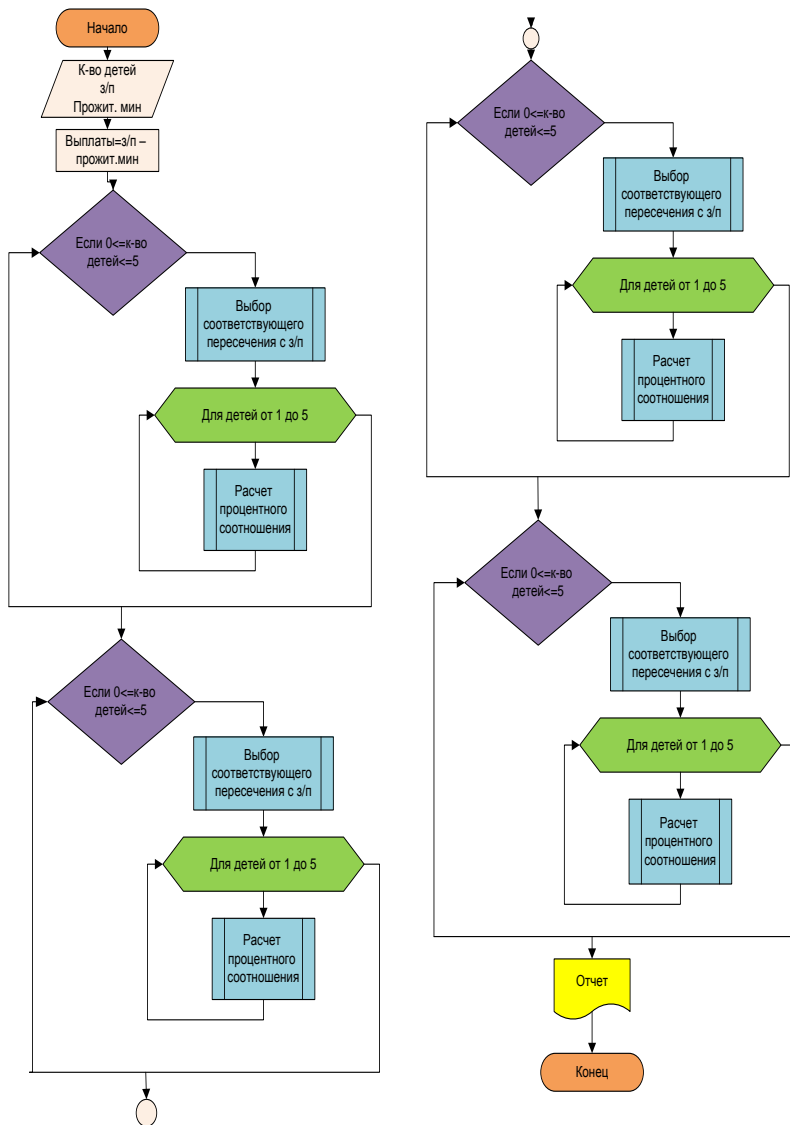 Начало
К-во детей
з/п
Прожит. мин
Выплаты=з/п –
прожит.мин
Если 0<=к-во
детей<=5
Выбор
соответствующего
пересечения с з/п
Для детей от 1 до 5
Расчет
процентного
соотношения
Если 0<=к-во
детей<=5
Выбор
соответствующего
пересечения с з/п
Для детей от 1 до 5
Расчет
процентного
соотношения
Если 0<=к-во
детей<=5
Выбор
соответствующего
пересечения с з/п
Для детей от 1 до 5
Расчет
процентного
соотношения
Если 0<=к-во
детей<=5
Выбор
соответствующего
пересечения с з/п
Для детей от 1 до 5
Расчет
процентного
соотношения
Отчет
Конец